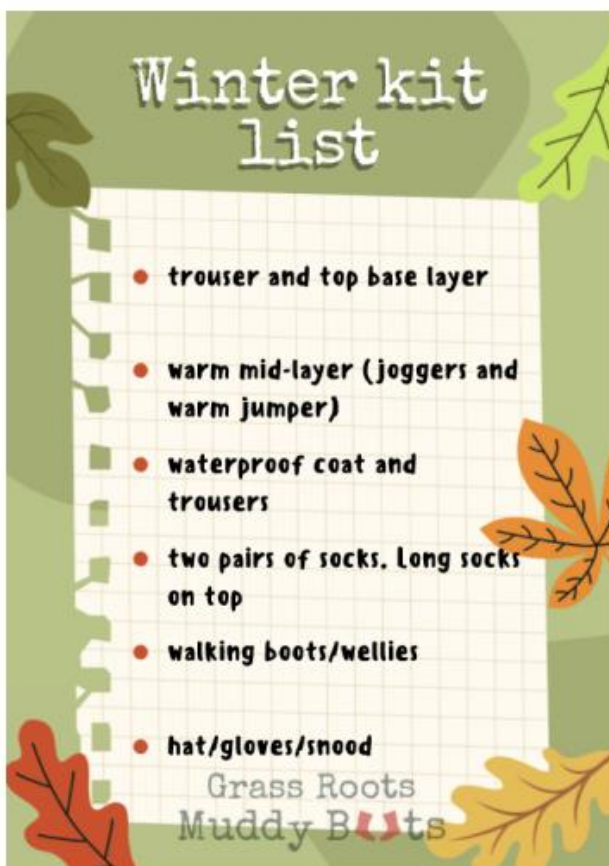 Winter kit
list
trouser and top base layer
warm mid-layer (joggers and
warm jumper)
waterproof coat and
trousers
two pairs of socks. Long socks
on top
walking boots/wellies
hat/gloves/snood
Grass Roots
Muddy Boots